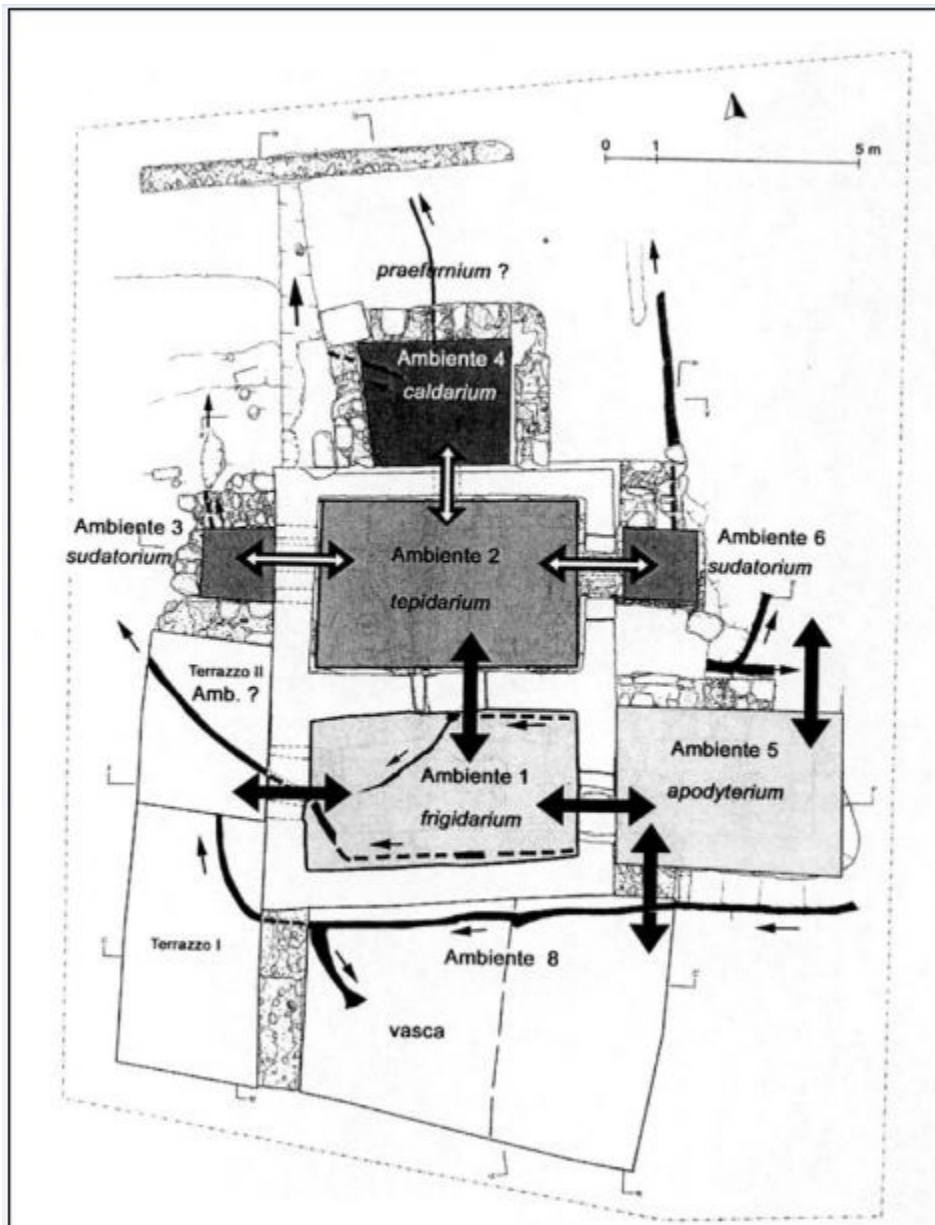 0 1 5 m
praefurnium ?
Ambiente 4
caldarium
Ambiente 3
sudatorium
Ambiente 2
tepidarium
Ambiente 6
sudatorium
Terrazzo II
Amb. ?
Ambiente 1
frigidarium
Ambiente 5
apodyterium
Terrazzo I
Ambiente 8
vasca